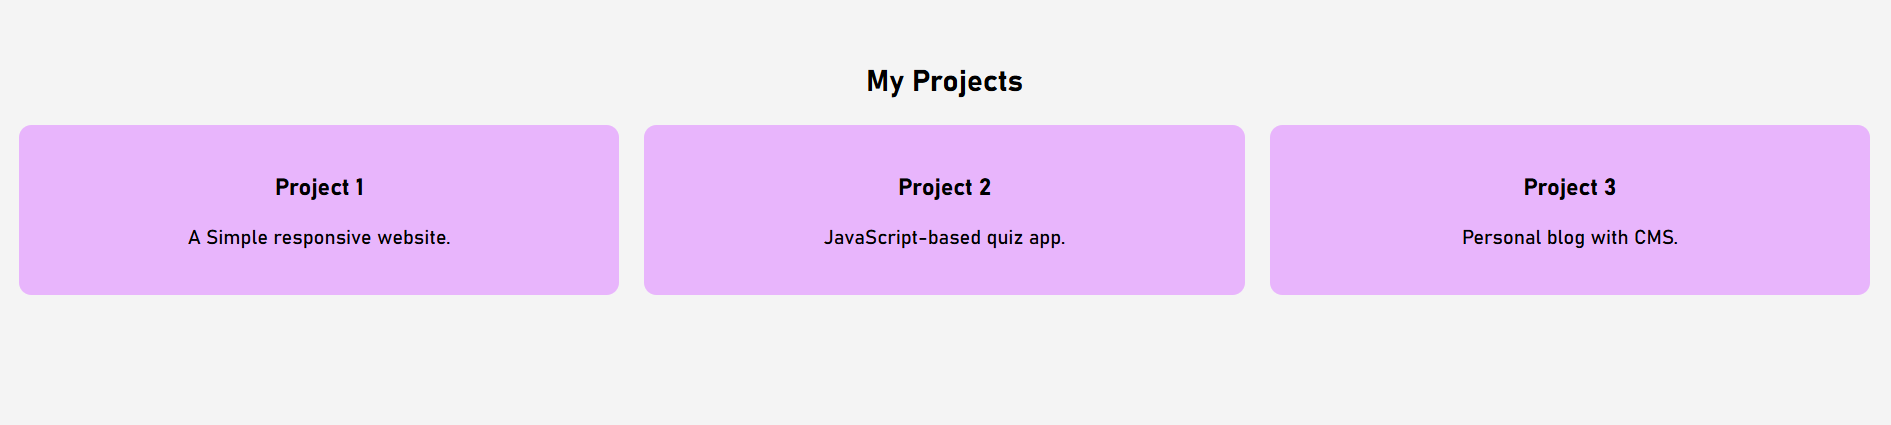 My Projects
Project 1
A Simple responsive website.
Project 2
JavaScript-based quiz app.
Project 3
Personal blog with CMS.